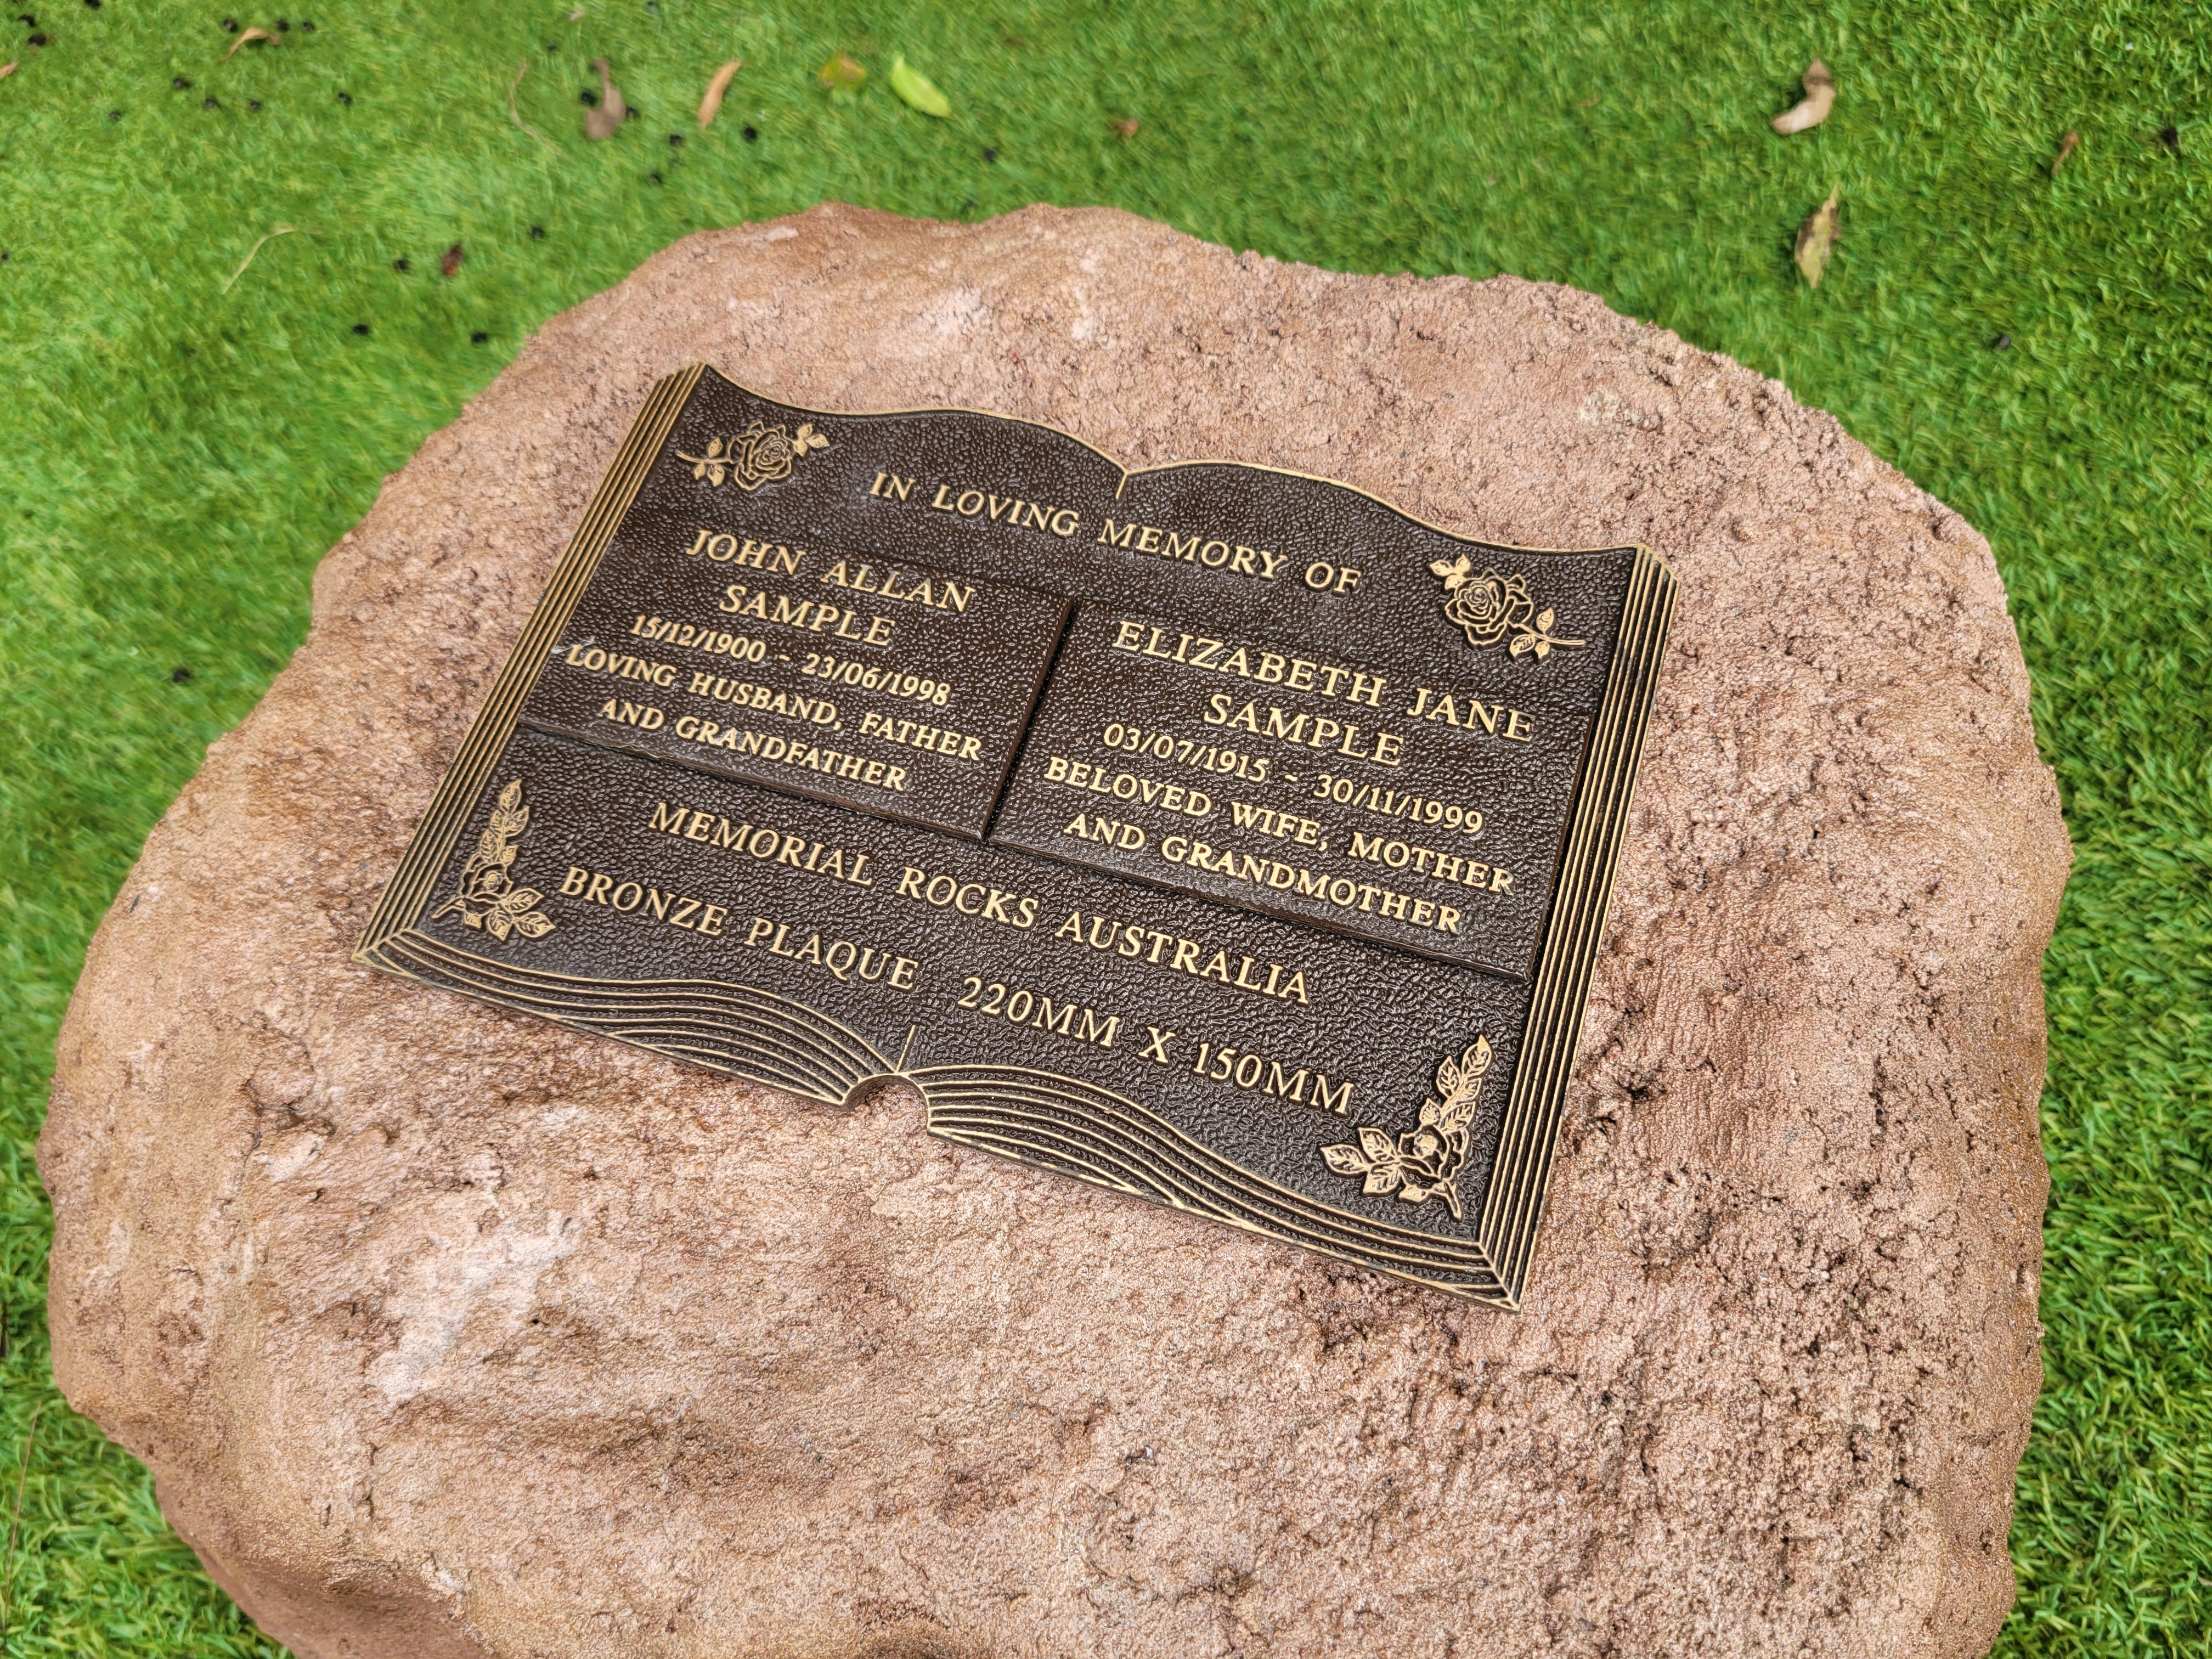 IN LOVING MEMORY OF
JOHN ALLAN
SAMPLE
15/12/1900 - 23/06/1998
LOVING HUSBAND, FATHER
AND GRANDFATHER
ELIZABETH JANE
SAMPLE
03/07/1915 - 30/11/1999
BELOVED WIFE, MOTHER
AND GRANDMOTHER
MEMORIAL ROCKS AUSTRALIA
BRONZE PLAQUE 220MM X 150MM